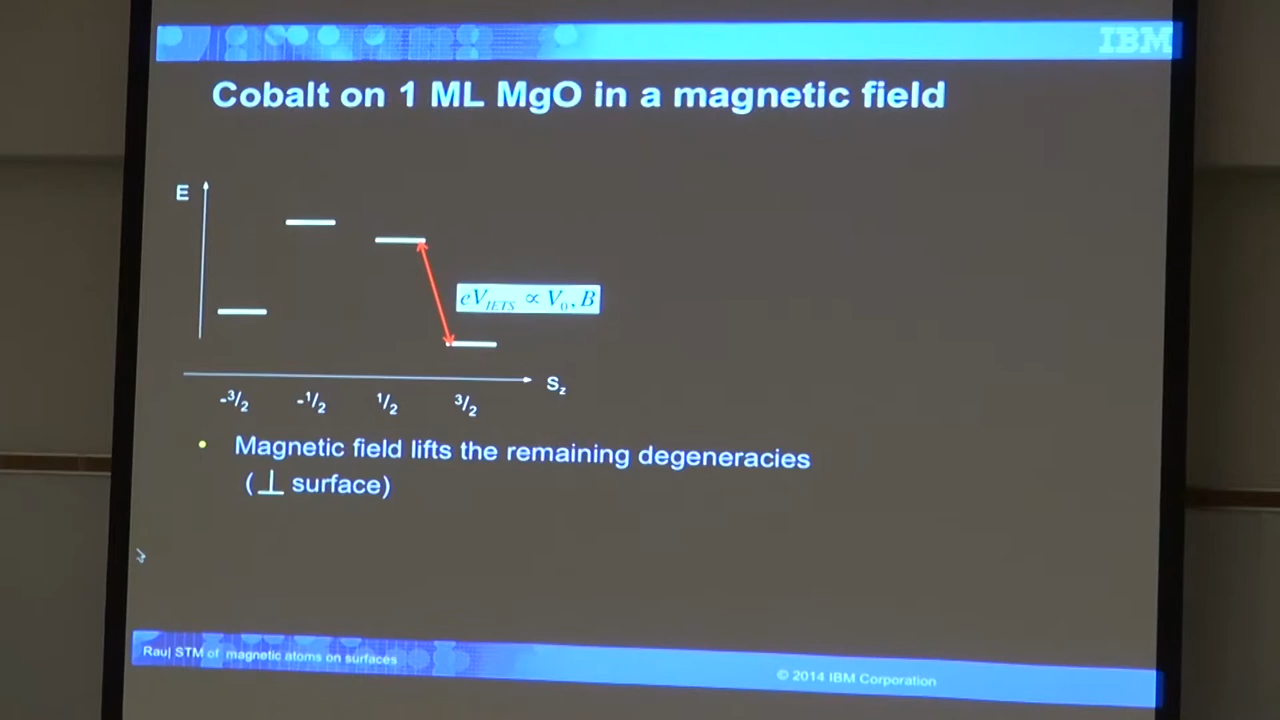 IBM
Cobalt on 1 ML MgO in a magnetic field
E
eV_IETS ∝ V₀, B
S_z
-3/2 -1/2 1/2 3/2
• Magnetic field lifts the remaining degeneracies
(⊥ surface)
Rau| STM of magnetic atoms on surfaces
© 2014 IBM Corporation